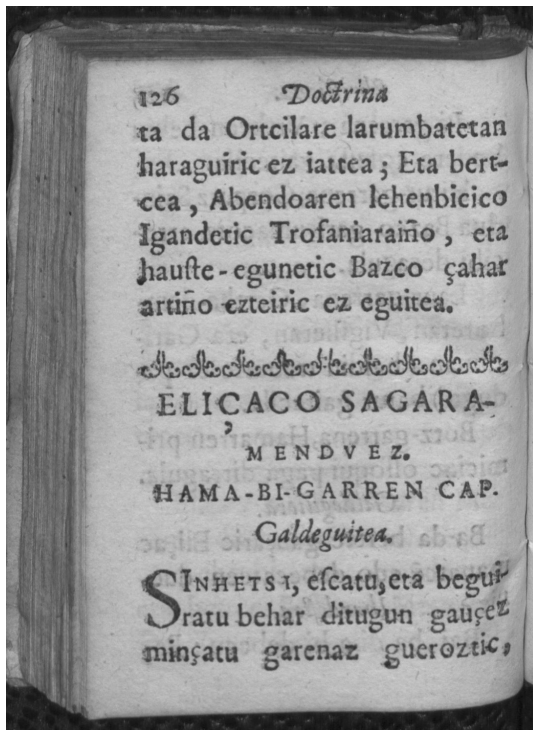 126 Doctrina
ta da Ortcilare larumbatetan
haraguiric ez iattea ; Eta bert-
cea , Abendoaren lehenbicico
Igandetic Trofaniaraiño , eta
hauſte - egunetic Bazco çahar
artiño ezteiric ez eguitea.
ELIÇACO SAGARA-
MENDVEZ.
HAMA-BI-GARREN CAP.
Galdeguitea.
SINHETSI, eſcatu, eta begui-
ratu behar ditugun gauçez
minçatu garenaz gueroztic,